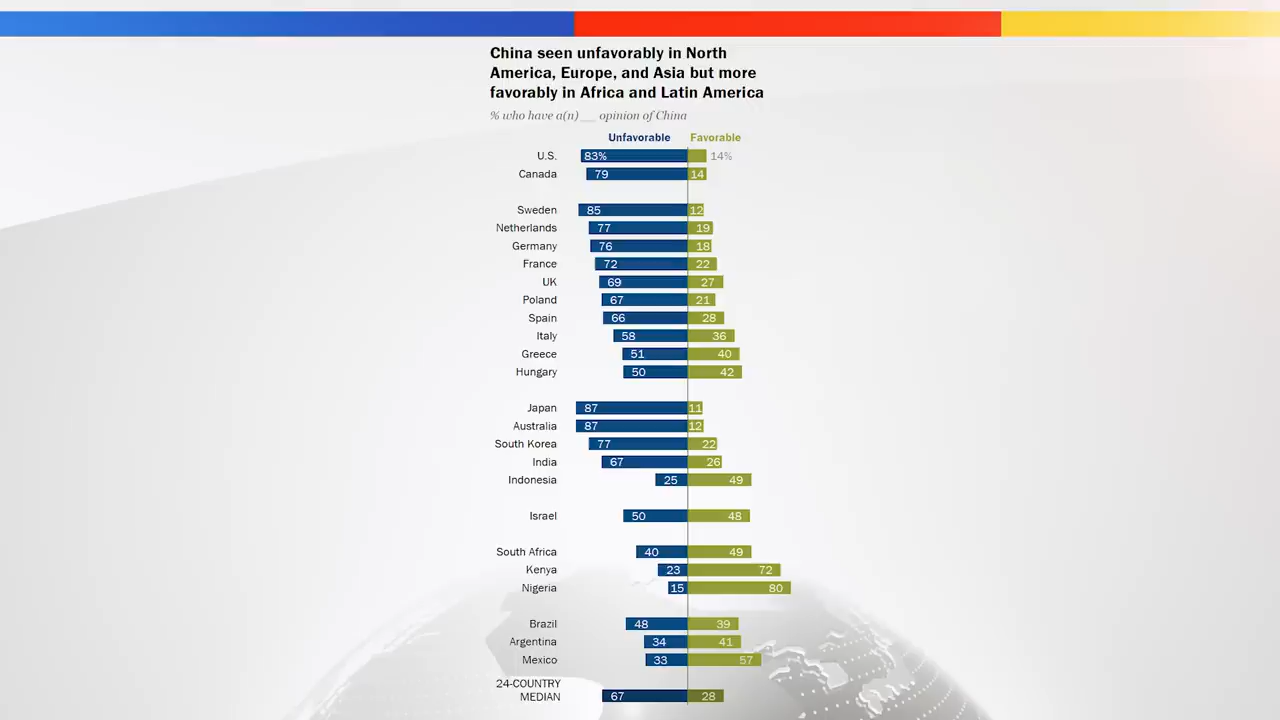 China seen unfavorably in North
America, Europe, and Asia but more
favorably in Africa and Latin America
% who have a(n) __ opinion of China
Unfavorable Favorable
U.S. 83% 14%
Canada 79 14
Sweden 85 12
Netherlands 77 19
Germany 76 18
France 72 22
UK 69 27
Poland 67 21
Spain 66 28
Italy 58 36
Greece 51 40
Hungary 50 42
Japan 87 11
Australia 87 12
South Korea 77 22
India 67 26
Indonesia 25 49
Israel 50 48
South Africa 40 49
Kenya 23 72
Nigeria 15 80
Brazil 48 39
Argentina 34 41
Mexico 33 57
24-COUNTRY
MEDIAN 67 28